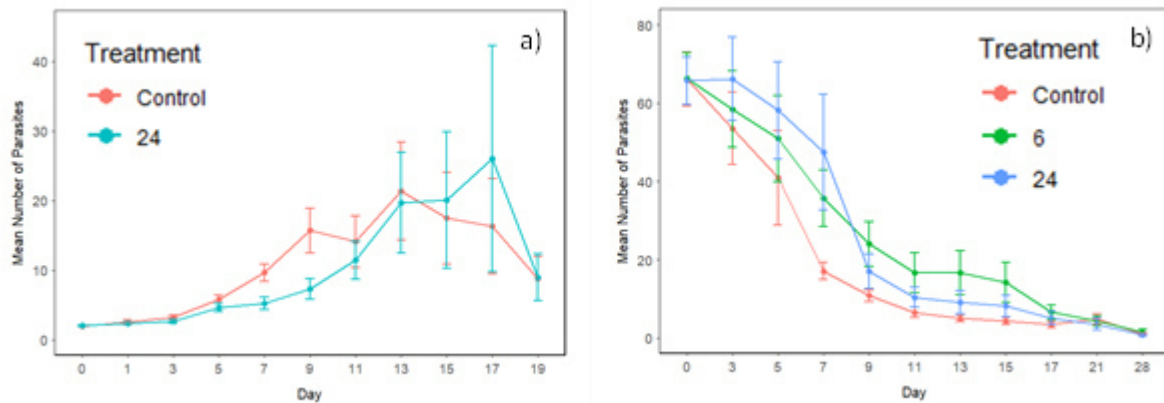 a)
Treatment
Control
24
Mean Number of Parasites
40
30
20
10
0
0 1 3 5 7 9 11 13 15 17 19
Day
b)
Treatment
Control
6
24
Mean Number of Parasites
80
60
40
20
0
0 3 5 7 9 11 13 15 17 21 28
Day